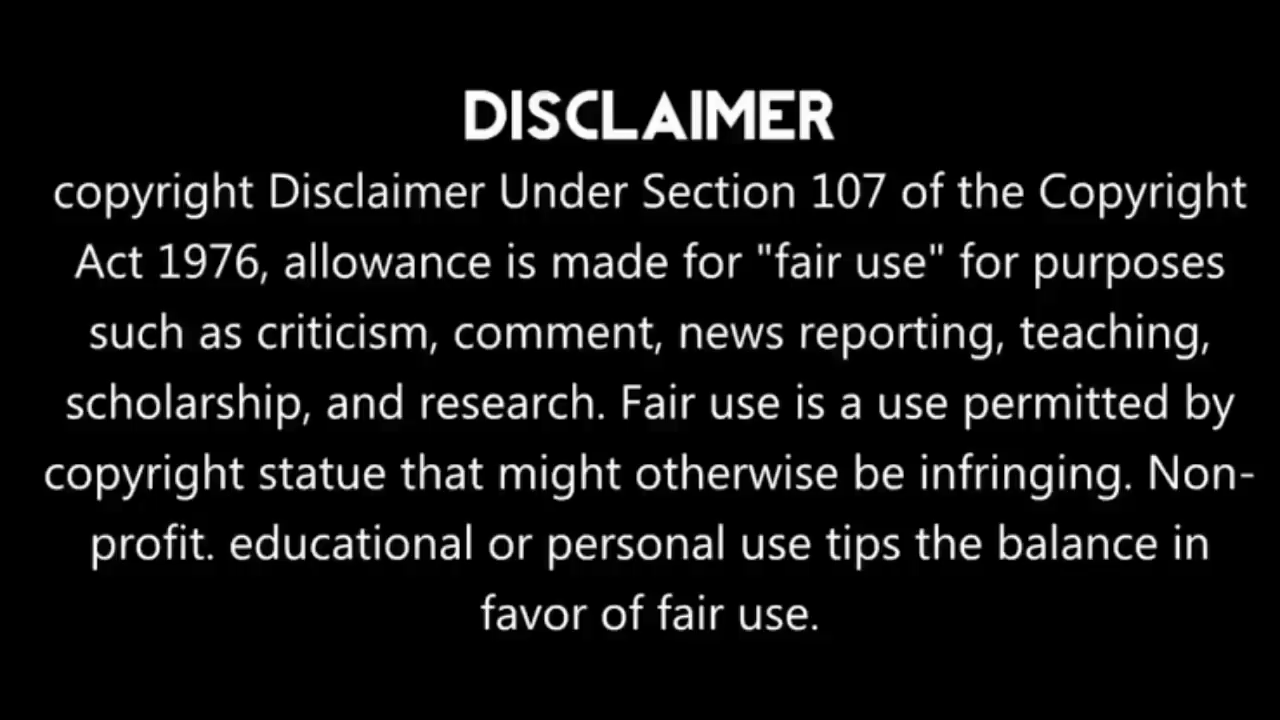 DISCLAIMER
copyright Disclaimer Under Section 107 of the Copyright
Act 1976, allowance is made for "fair use" for purposes
such as criticism, comment, news reporting, teaching,
scholarship, and research. Fair use is a use permitted by
copyright statue that might otherwise be infringing. Non-
profit. educational or personal use tips the balance in
favor of fair use.